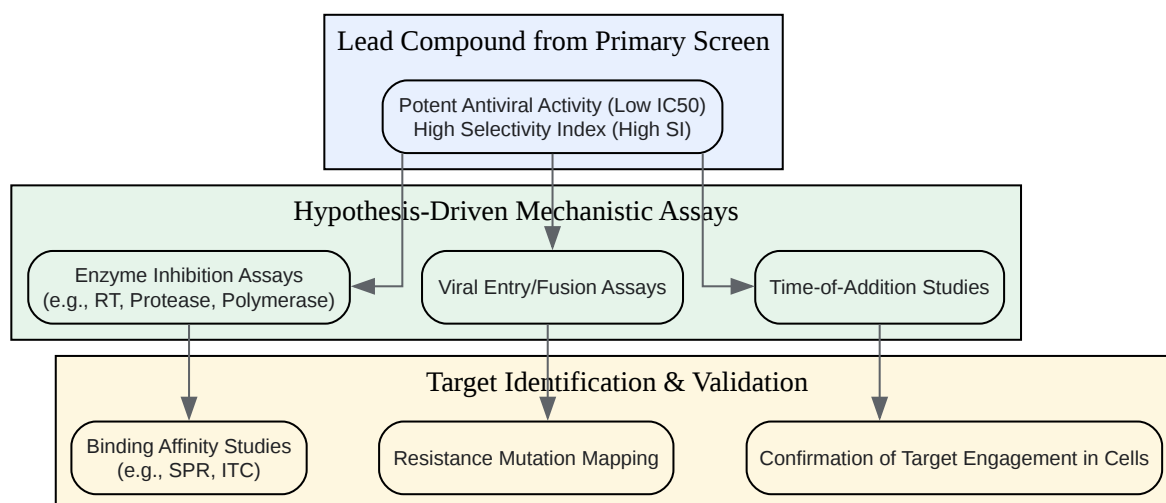 Lead Compound from Primary Screen
Potent Antiviral Activity (Low IC50)
High Selectivity Index (High SI)
Hypothesis-Driven Mechanistic Assays
Enzyme Inhibition Assays
(e.g., RT, Protease, Polymerase)
Viral Entry/Fusion Assays
Time-of-Addition Studies
Target Identification & Validation
Binding Affinity Studies
(e.g., SPR, ITC)
Resistance Mutation Mapping
Confirmation of Target Engagement in Cells